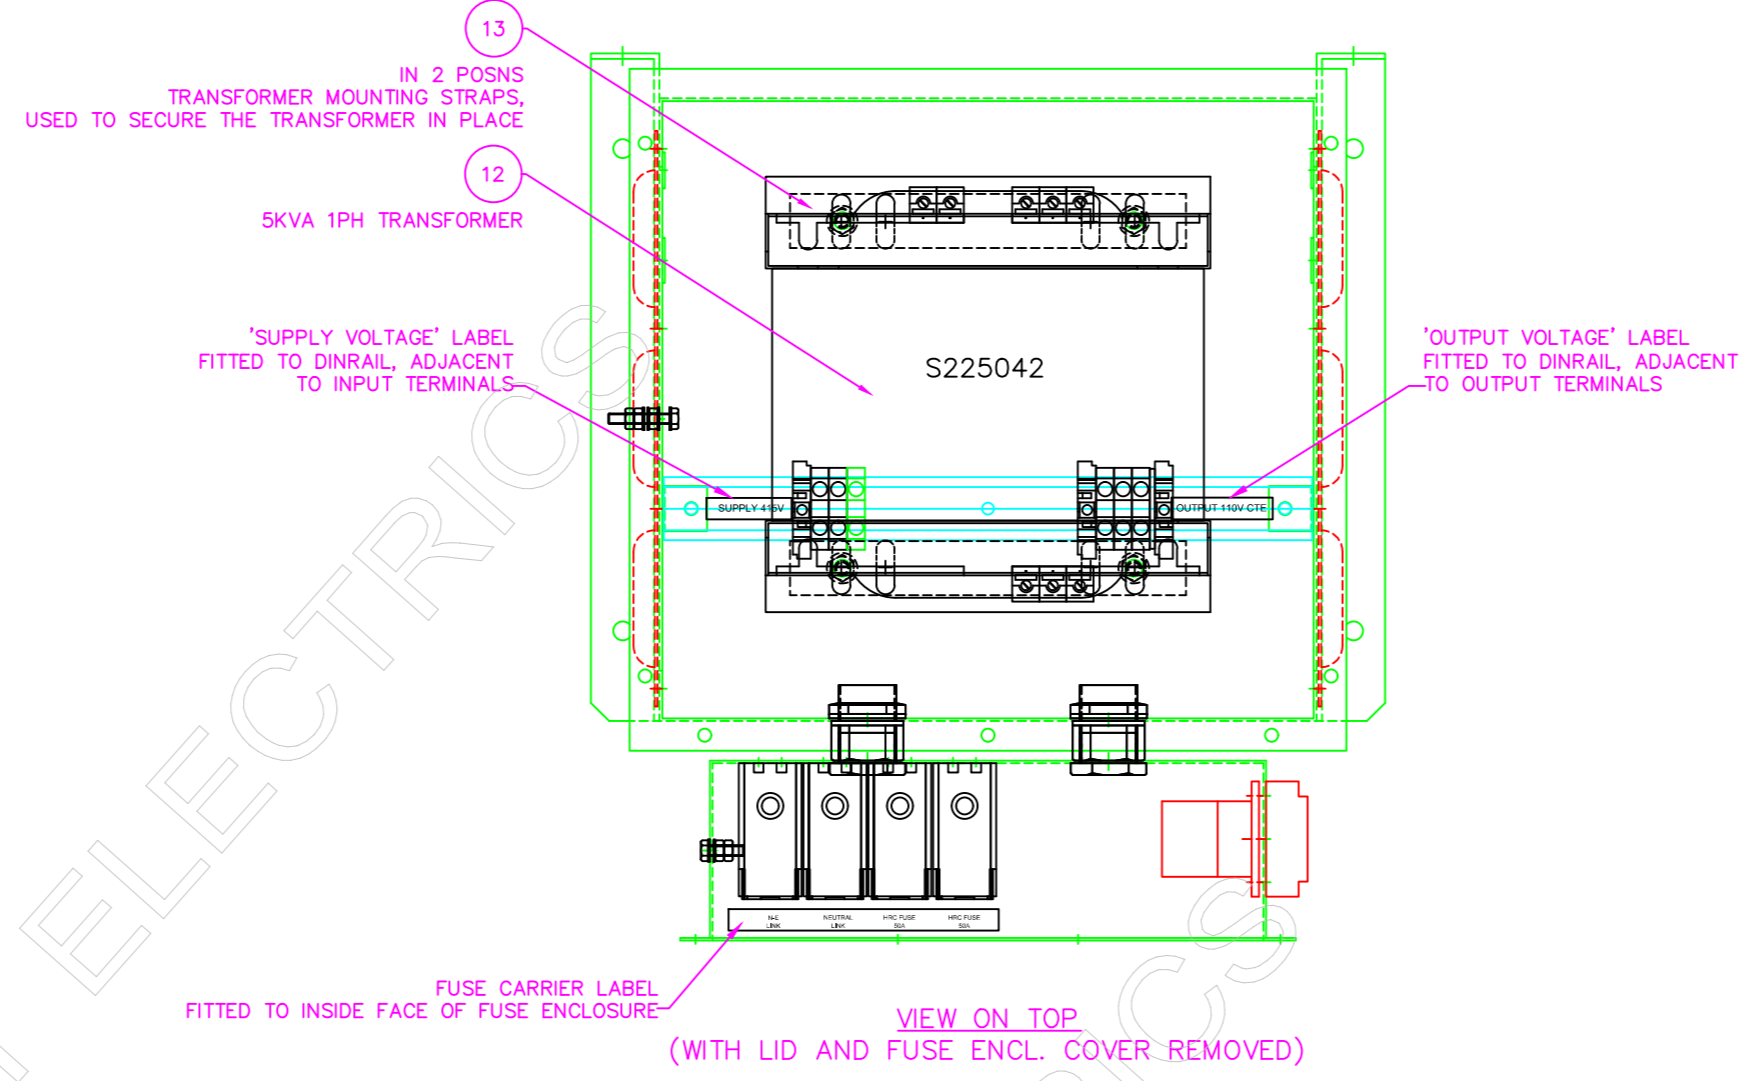 13
IN 2 POSNS
TRANSFORMER MOUNTING STRAPS,
USED TO SECURE THE TRANSFORMER IN PLACE
12
5KVA 1PH TRANSFORMER
'SUPPLY VOLTAGE' LABEL
FITTED TO DINRAIL, ADJACENT
TO INPUT TERMINALS
S225042
'OUTPUT VOLTAGE' LABEL
FITTED TO DINRAIL, ADJACENT
TO OUTPUT TERMINALS
SUPPLY 415V
OUTPUT 110V CTE
N-E
LINK
NEUTRAL
LINK
HRC FUSE
50A
HRC FUSE
50A
FUSE CARRIER LABEL
FITTED TO INSIDE FACE OF FUSE ENCLOSURE
VIEW ON TOP
(WITH LID AND FUSE ENCL. COVER REMOVED)
ELECTRICS
RICS